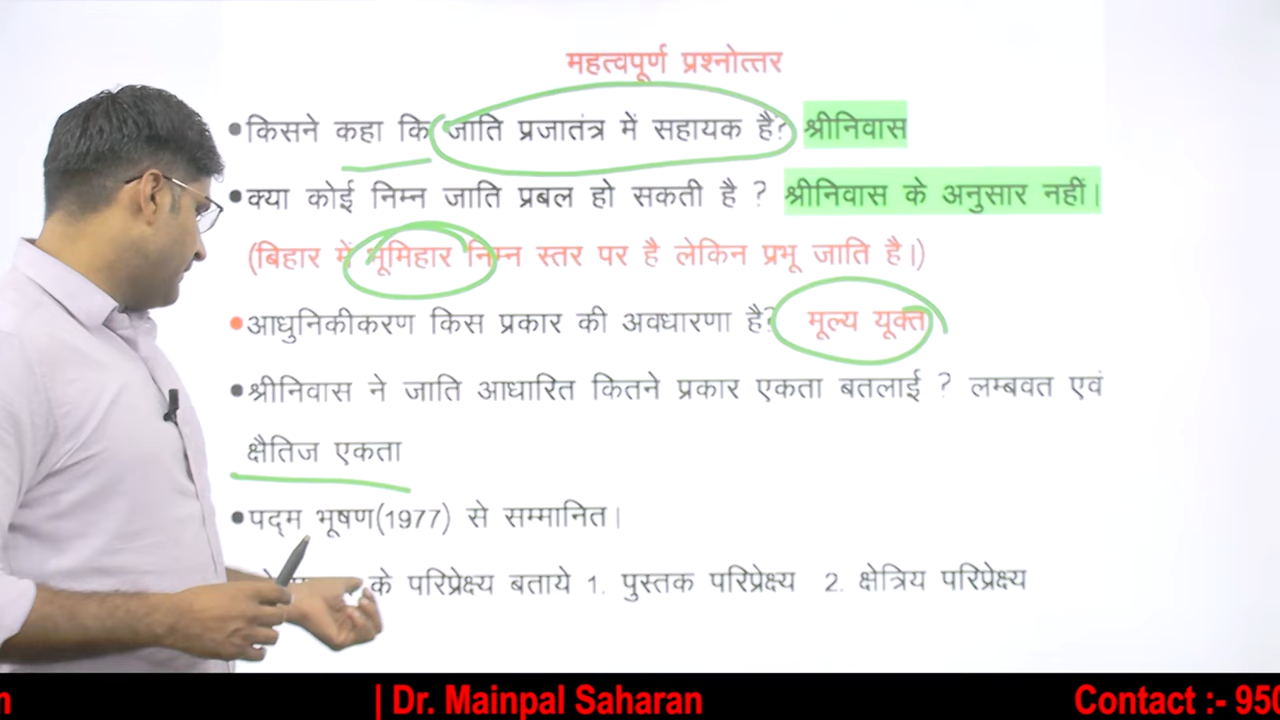 महत्वपूर्ण प्रश्नोत्तर
•किसने कहा कि जाति प्रजातंत्र में सहायक है? श्रीनिवास
•क्या कोई निम्न जाति प्रबल हो सकती है ? श्रीनिवास के अनुसार नहीं।
(बिहार में भूमिहार निम्न स्तर पर है लेकिन प्रभू जाति है।)
•आधुनिकीकरण किस प्रकार की अवधारणा है? मूल्य यूक्त
•श्रीनिवास ने जाति आधारित कितने प्रकार एकता बतलाई ? लम्बवत एवं
क्षैतिज एकता
•पद्म भूषण(1977) से सम्मानित।
के परिप्रेक्ष्य बताये 1. पुस्तक परिप्रेक्ष्य 2. क्षेत्रिय परिप्रेक्ष्य
| Dr. Mainpal Saharan Contact :- 950